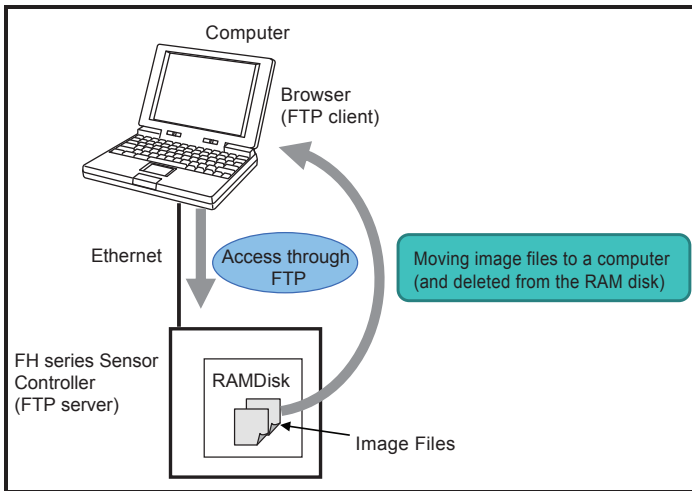 Computer
Browser
(FTP client)
Ethernet
Access through
FTP
Moving image files to a computer
(and deleted from the RAM disk)
FH series Sensor
Controller
(FTP server)
RAMDisk
Image Files